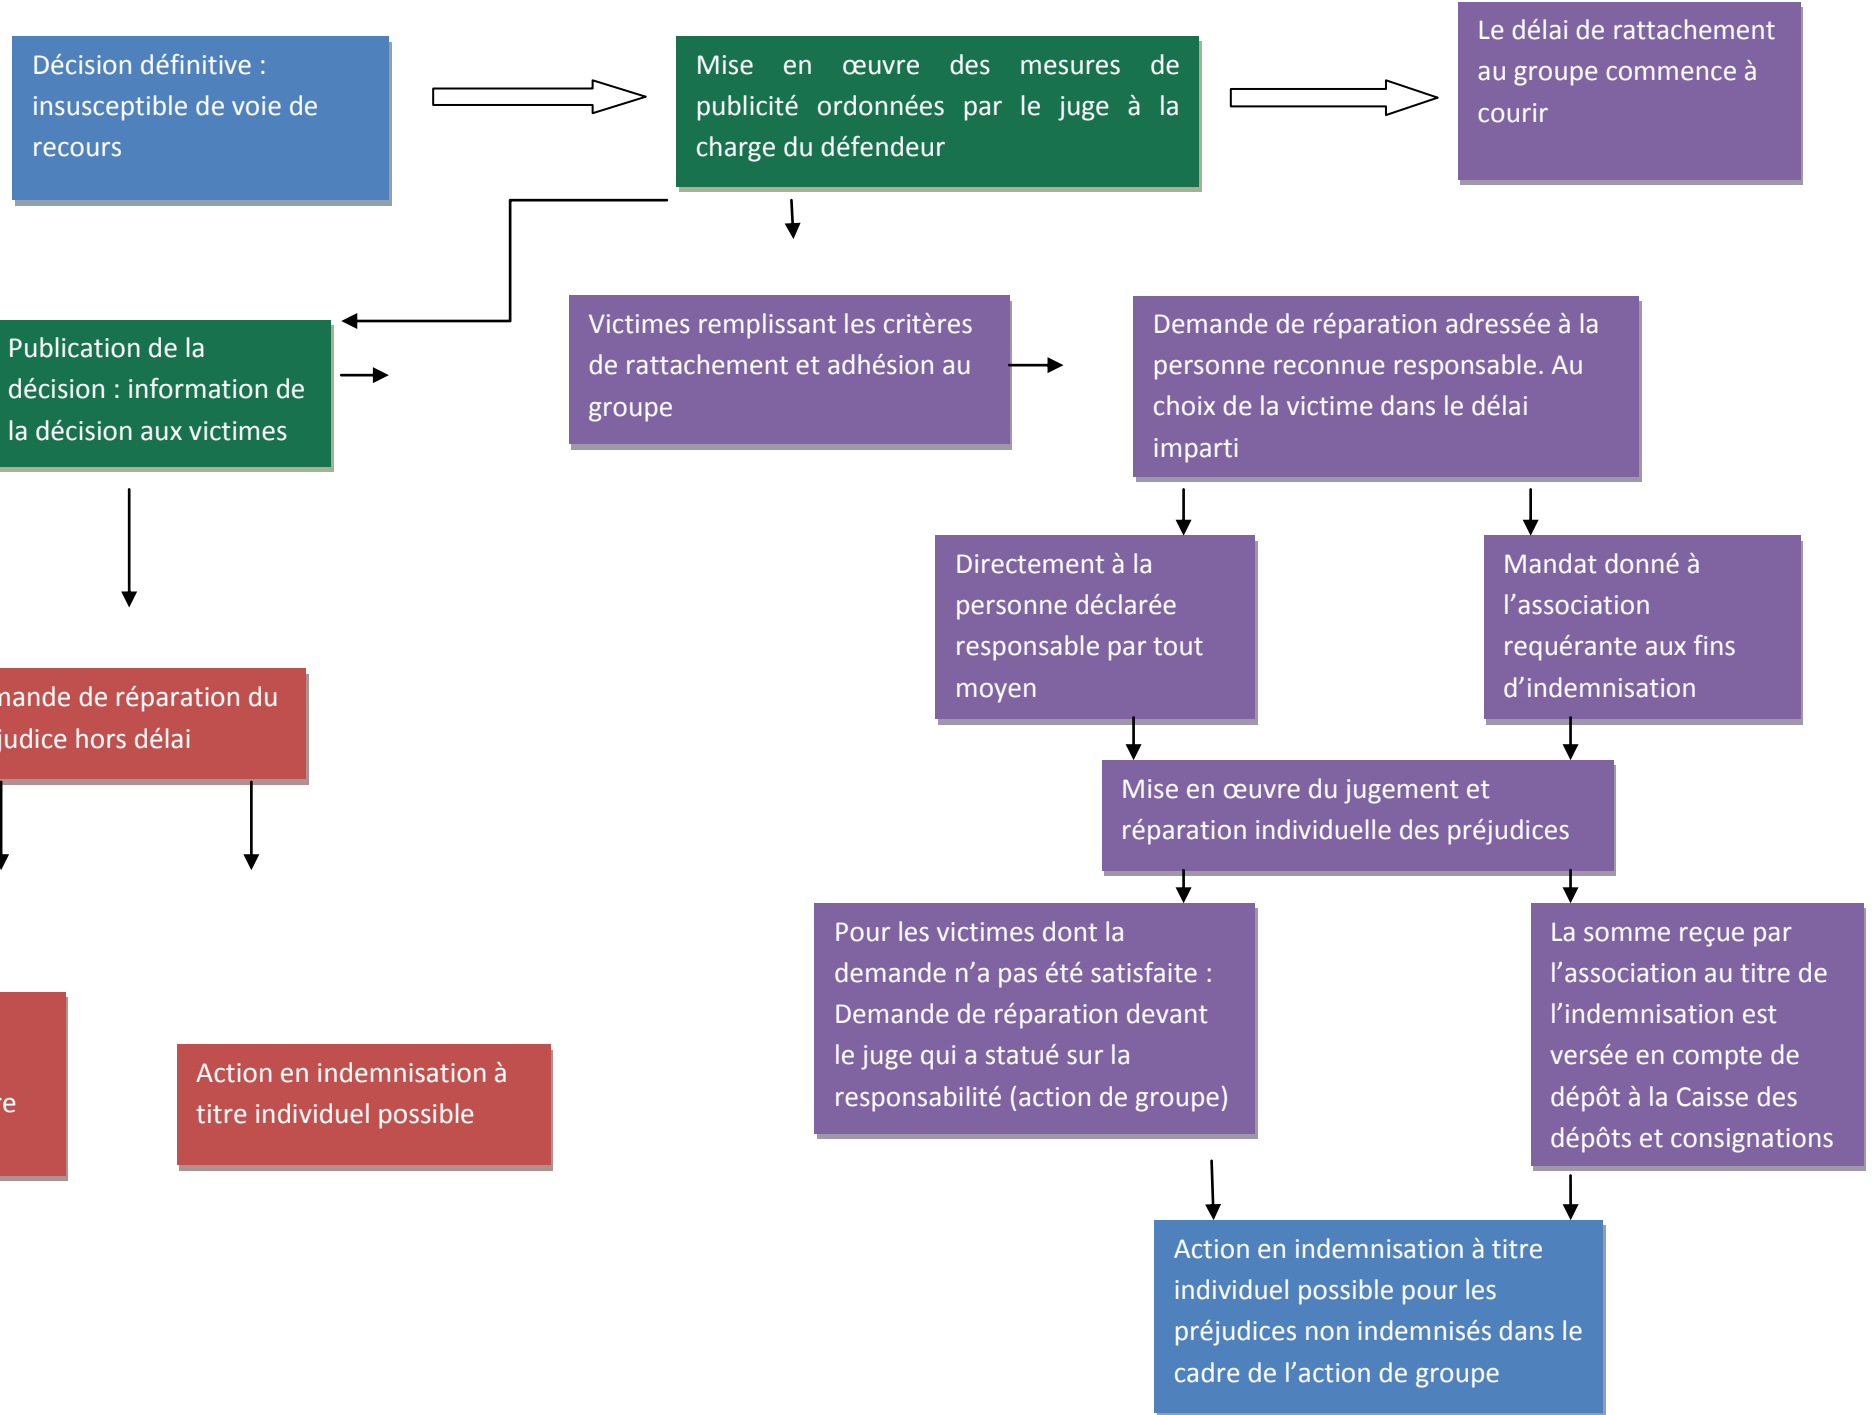 Décision définitive :
insusceptible de voie de
recours
Mise en œuvre des mesures de
publicité ordonnées par le juge à la
charge du défendeur
Le délai de rattachement
au groupe commence à
courir
Publication de la
décision : information de
la décision aux victimes
Victimes remplissant les critères
de rattachement et adhésion au
groupe
Demande de réparation adressée à la
personne reconnue responsable. Au
choix de la victime dans le délai
imparti
Directement à la
personne déclarée
responsable par tout
moyen
Mandat donné à
l’association
requérante aux fins
d’indemnisation
de réparation du
hors délai
Mise en œuvre du jugement et
réparation individuelle des préjudices
Pour les victimes dont la
demande n’a pas été satisfaite :
Demande de réparation devant
le juge qui a statué sur la
responsabilité (action de groupe)
La somme reçue par
l’association au titre de
l’indemnisation est
versée en compte de
dépôt à la Caisse des
dépôts et consignations
Action en indemnisation à
titre individuel possible
Action en indemnisation à titre
individuel possible pour les
préjudices non indemnisés dans le
cadre de l’action de groupe